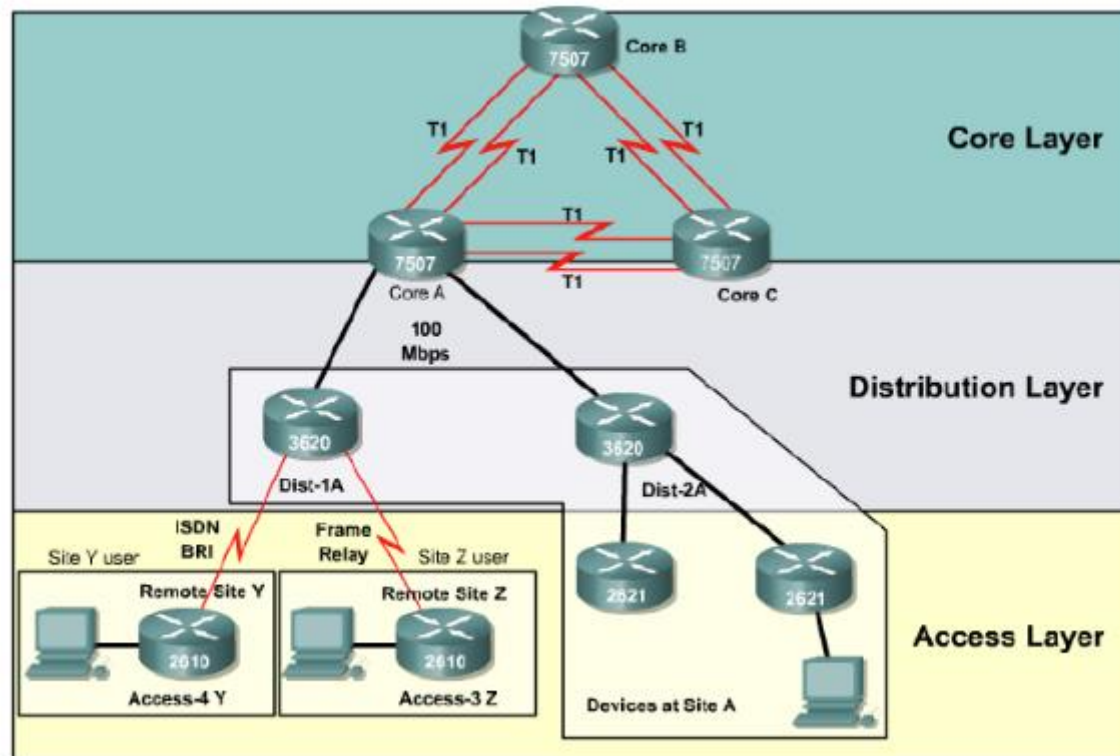 7507
Core B
T1
T1
T1
T1
Core Layer
T1
7507
7507
T1
Core A
Core C
100
Mbps
Distribution Layer
3620
3620
Dist-1A
Dist-2A
ISDN
BRI
Frame
Relay
Site Y user
Site Z user
Remote Site Y
Remote Site Z
2621
2621
2610
2610
Access Layer
Access-4 Y
Access-3 Z
Devices at Site A